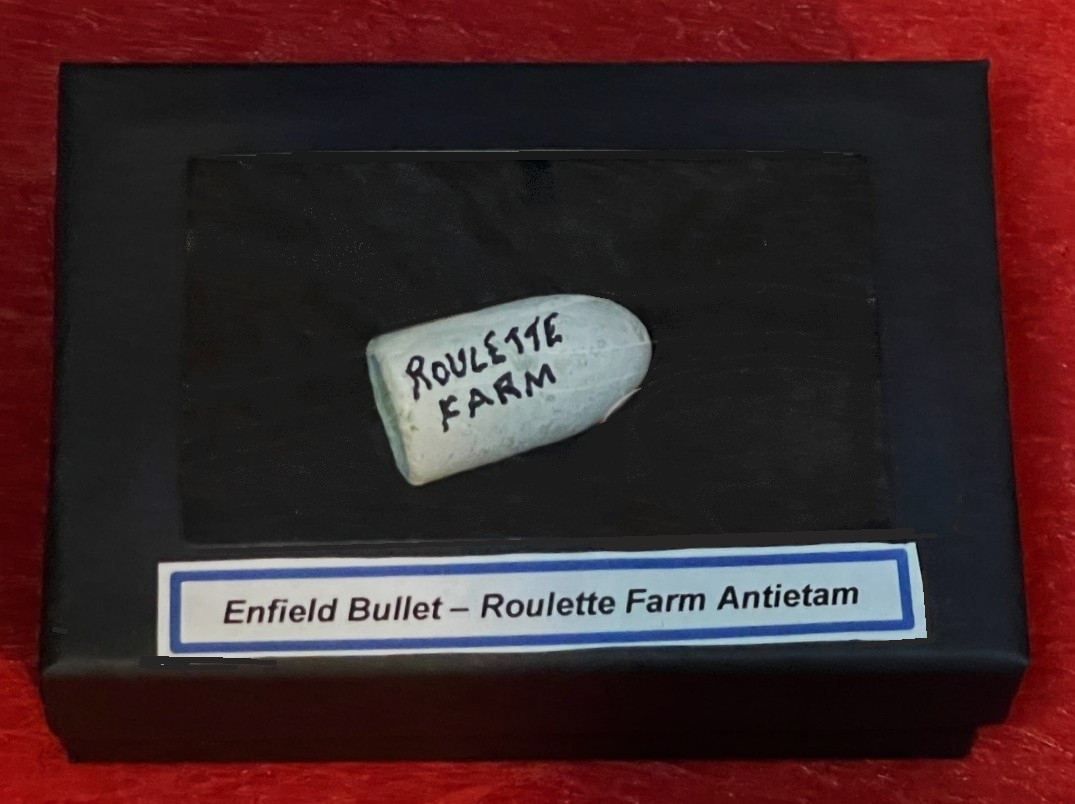 ROULETTE
FARM
Enfield Bullet – Roulette Farm Antietam